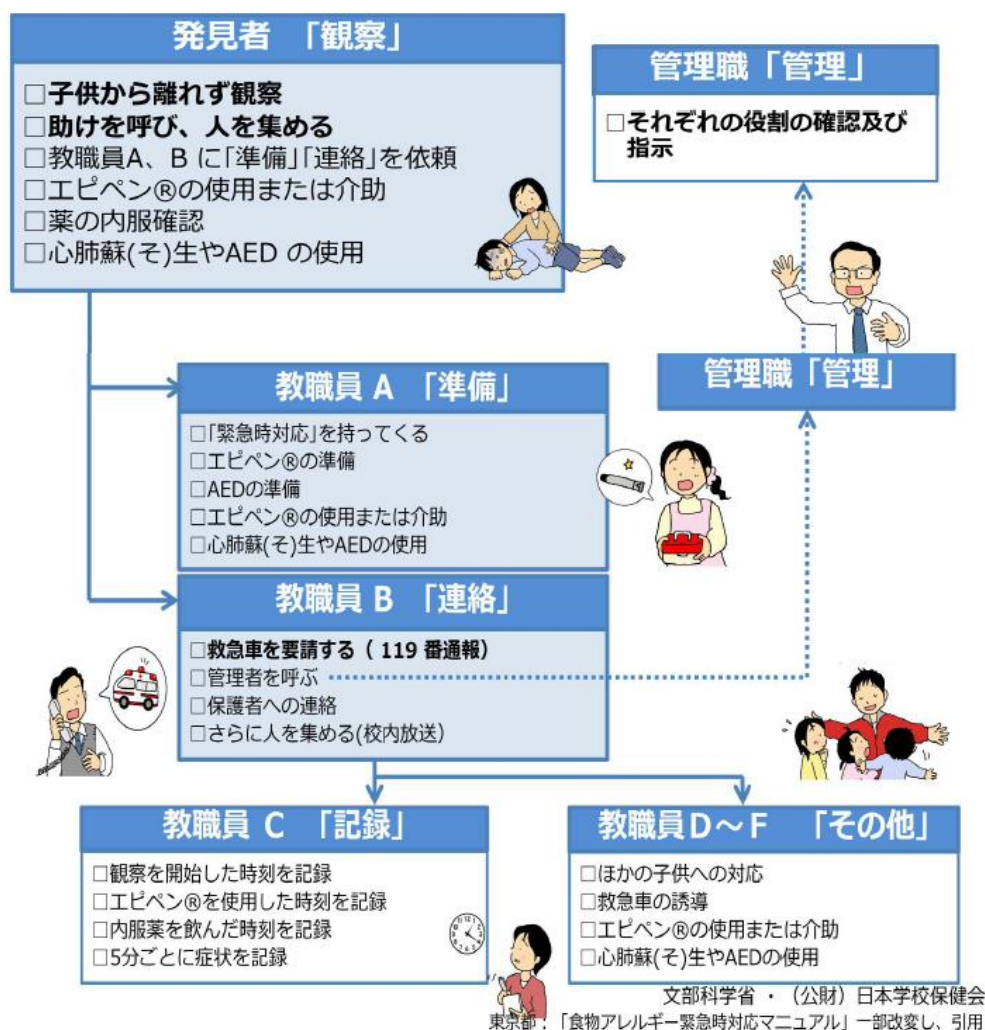 発見者 「観察」
□子供から離れず観察
□助けを呼び、人を集める
□教職員A、B に「準備」「連絡」を依頼
□エピペン®の使用または介助
□薬の内服確認
□心肺蘇(そ)生やAED の使用
管理職「管理」
□それぞれの役割の確認及び
指示
管理職「管理」
教職員 A 「準備」
□「緊急時対応」を持ってくる
□エピペン®の準備
□AEDの準備
□エピペン®の使用または介助
□心肺蘇(そ)生やAEDの使用
教職員 B 「連絡」
□救急車を要請する（ 119 番通報）
□管理者を呼ぶ
□保護者への連絡
□さらに人を集める(校内放送）
教職員 C 「記録」
□観察を開始した時刻を記録
□エピペン®を使用した時刻を記録
□内服薬を飲んだ時刻を記録
□5分ごとに症状を記録
教職員D～F 「その他」
□ほかの子供への対応
□救急車の誘導
□エピペン®の使用または介助
□心肺蘇(そ)生やAEDの使用
文部科学省 ・ （公財）日本学校保健会
東京都：「食物アレルギー緊急時対応マニュアル」一部改変し、引用